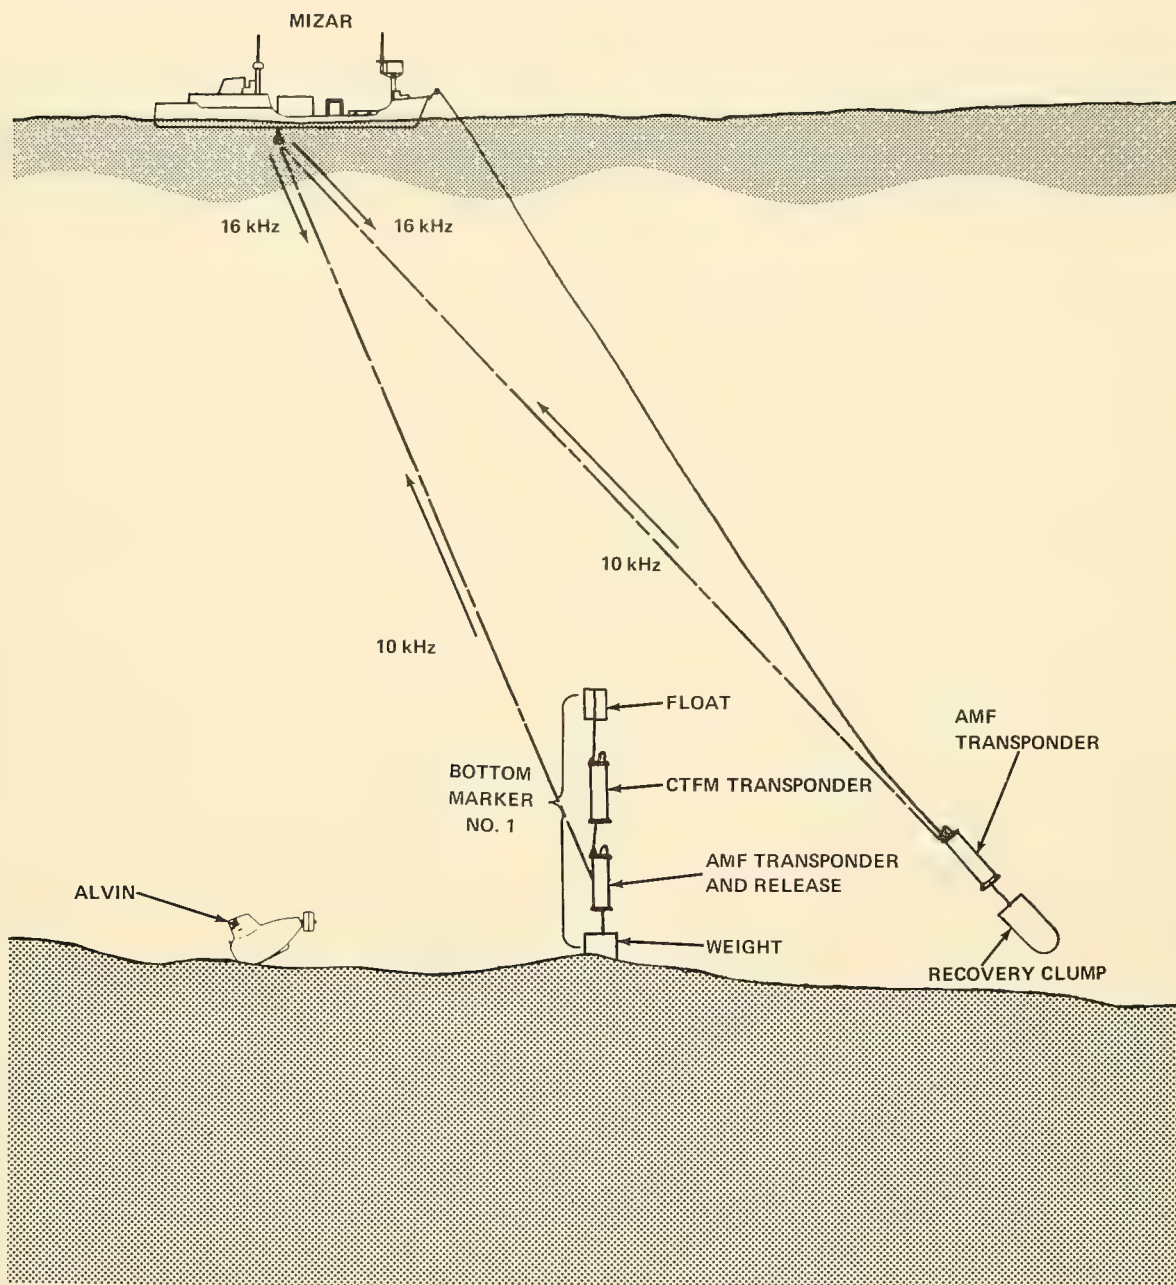 MIZAR
16 kHz
16 kHz
10 kHz
10 kHz
FLOAT
AMF
TRANSPONDER
BOTTOM
MARKER
NO. 1
CTFM TRANSPONDER
AMF TRANSPONDER
AND RELEASE
ALVIN
WEIGHT
RECOVERY CLUMP